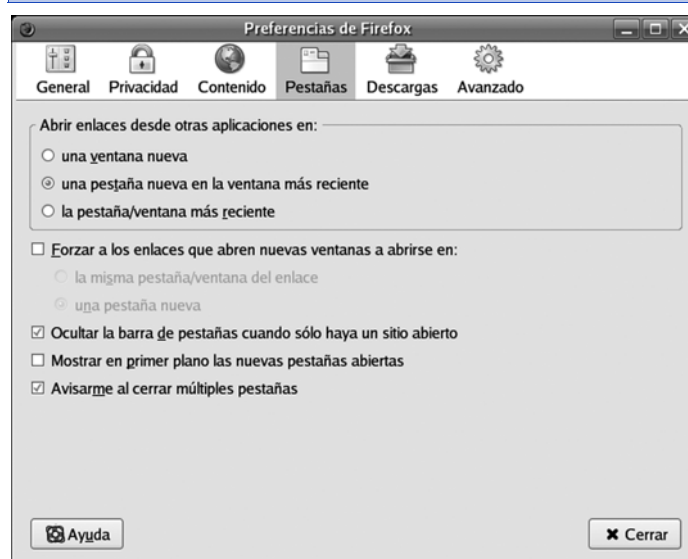 Preferencias de Firefox
General Privacidad Contenido Pestañas Descargas Avanzado
Abrir enlaces desde otras aplicaciones en:
una ventana nueva
una pestaña nueva en la ventana más reciente
la pestaña/ventana más reciente
Forzar a los enlaces que abren nuevas ventanas a abrirse en:
la misma pestaña/ventana del enlace
una pestaña nueva
Ocultar la barra de pestañas cuando sólo haya un sitio abierto
Mostrar en primer plano las nuevas pestañas abiertas
Avisarme al cerrar múltiples pestañas
Ayuda Cerrar